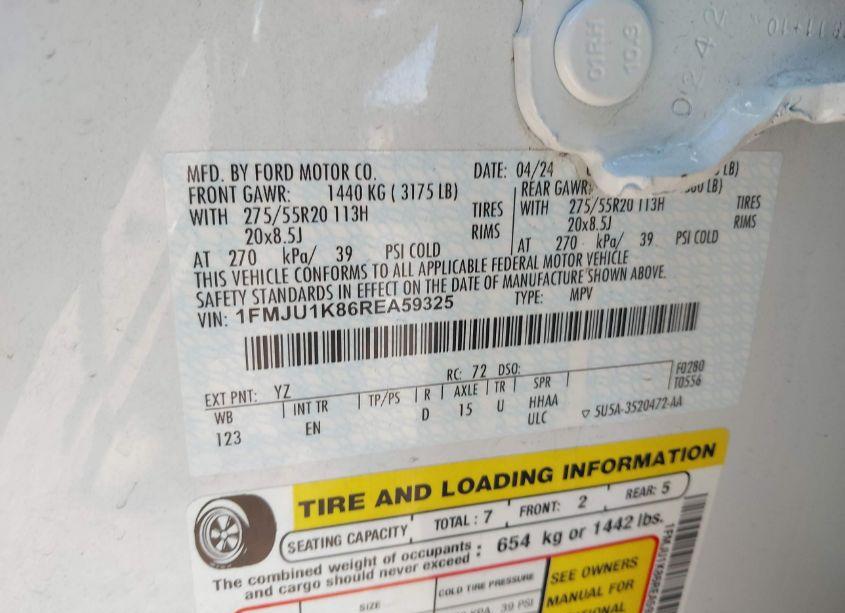 01RH
10.3
0242
MFD. BY FORD MOTOR CO. DATE: 04/24
FRONT GAWR: 1440 KG ( 3175 LB) REAR GAWR: LB)
WITH 275/55R20 113H TIRES WITH 275/55R20 113H TIRES
20x8.5J RIMS 20x8.5J RIMS
AT 270 kPa/ 39 PSI COLD AT 270 kPa/ 39 PSI COLD
THIS VEHICLE CONFORMS TO ALL APPLICABLE FEDERAL MOTOR VEHICLE
SAFETY STANDARDS IN EFFECT ON THE DATE OF MANUFACTURE SHOWN ABOVE.
VIN: 1FMJU1K86REA59325 TYPE: MPV
RC: 72 DSO: F0280
T0556
EXT PNT: YZ
WB INT TR TP/PS R AXLE TR SPR
123 EN D 15 U HHAA
ULC
5U5A-3520472-AA
TIRE AND LOADING INFORMATION
SEATING CAPACITY TOTAL : 7 FRONT: 2 REAR: 5
The combined weight of occupants and cargo should never exceed : 654 kg or 1442 lbs.
SIZE COLD TIRE PRESSURE
39 PSI
SEE OWNERS
MANUAL FOR